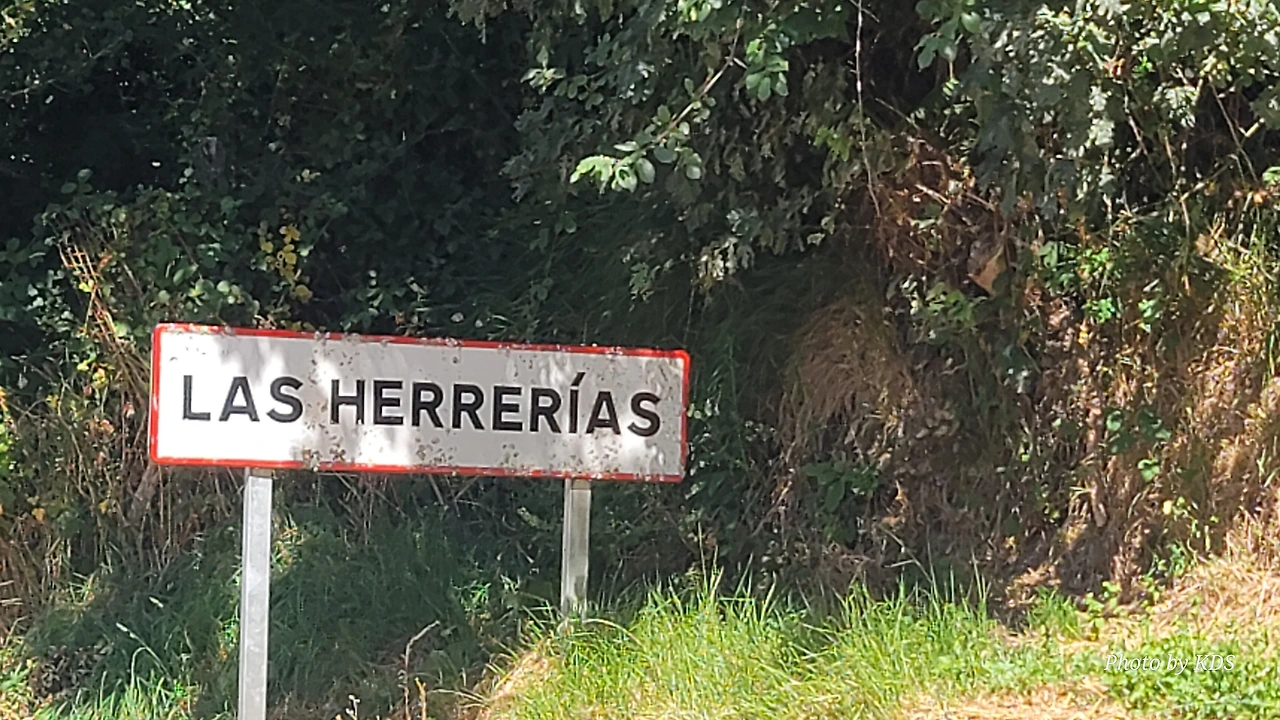 LAS HERRERÍAS
Photo by KDS